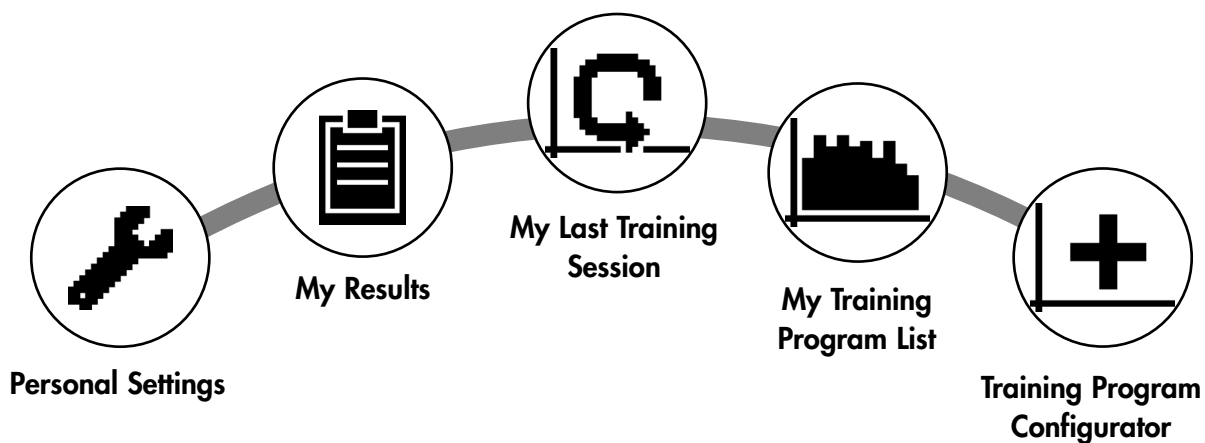 Personal Settings
My Results
My Last Training
Session
My Training
Program List
Training Program
Configurator